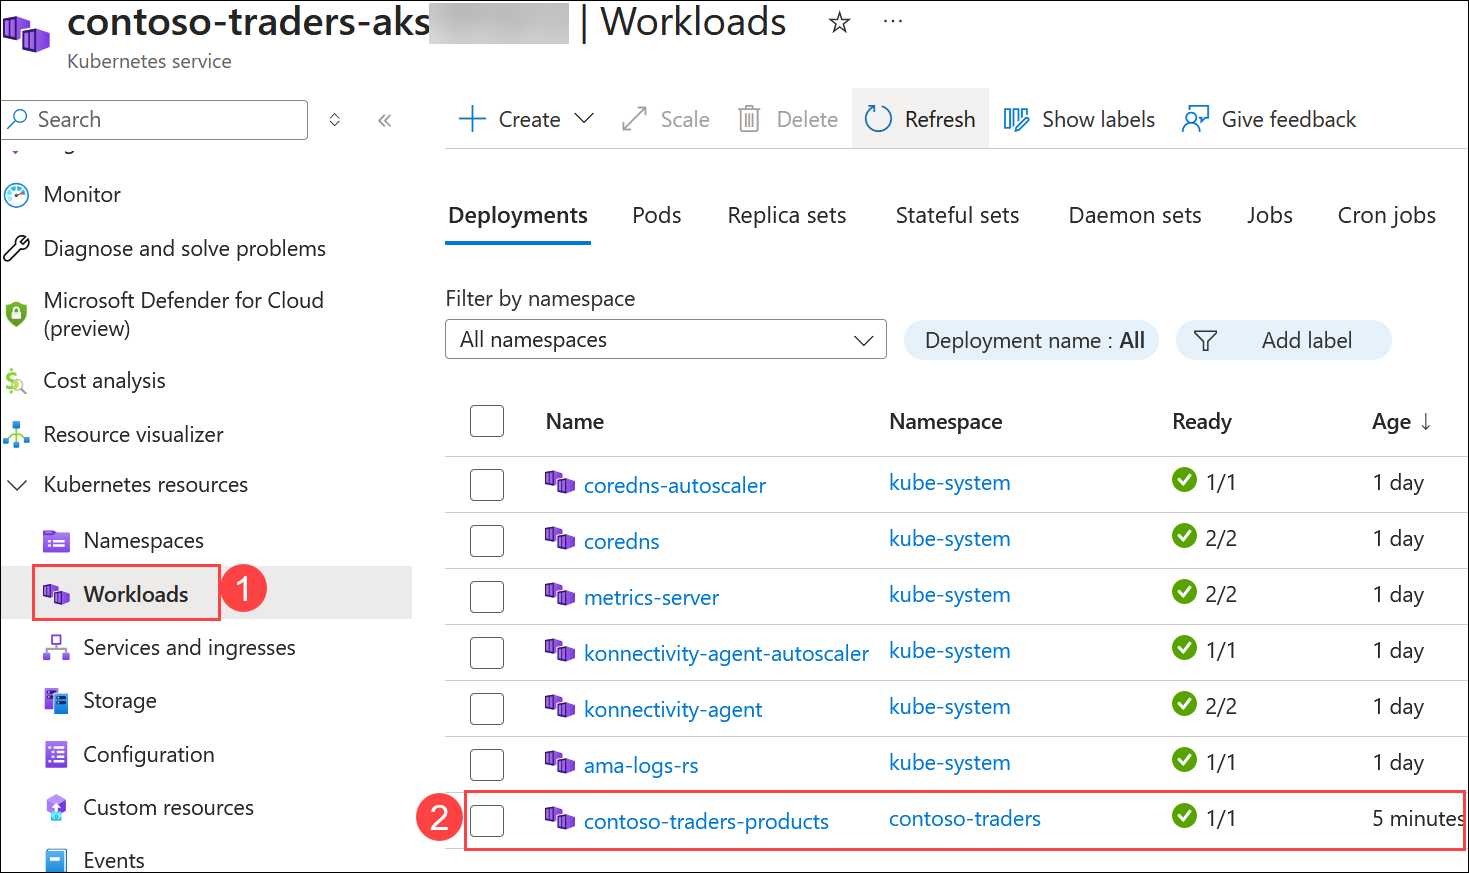 contoso-traders-aks | Workloads
Kubernetes service
Search
Monitor
Diagnose and solve problems
Microsoft Defender for Cloud
(preview)
Cost analysis
Resource visualizer
Kubernetes resources
Namespaces
Workloads 1
Services and ingresses
Storage
Configuration
Custom resources
Events
Create Scale Delete Refresh Show labels Give feedback
Deployments Pods Replica sets Stateful sets Daemon sets Jobs Cron jobs
Filter by namespace
All namespaces Deployment name : All Add label
Name Namespace Ready Age ↓
coredns-autoscaler kube-system 1/1 1 day
coredns kube-system 2/2 1 day
metrics-server kube-system 2/2 1 day
konnectivity-agent-autoscaler kube-system 1/1 1 day
konnectivity-agent kube-system 2/2 1 day
ama-logs-rs kube-system 1/1 1 day
2 contoso-traders-products contoso-traders 1/1 5 minutes